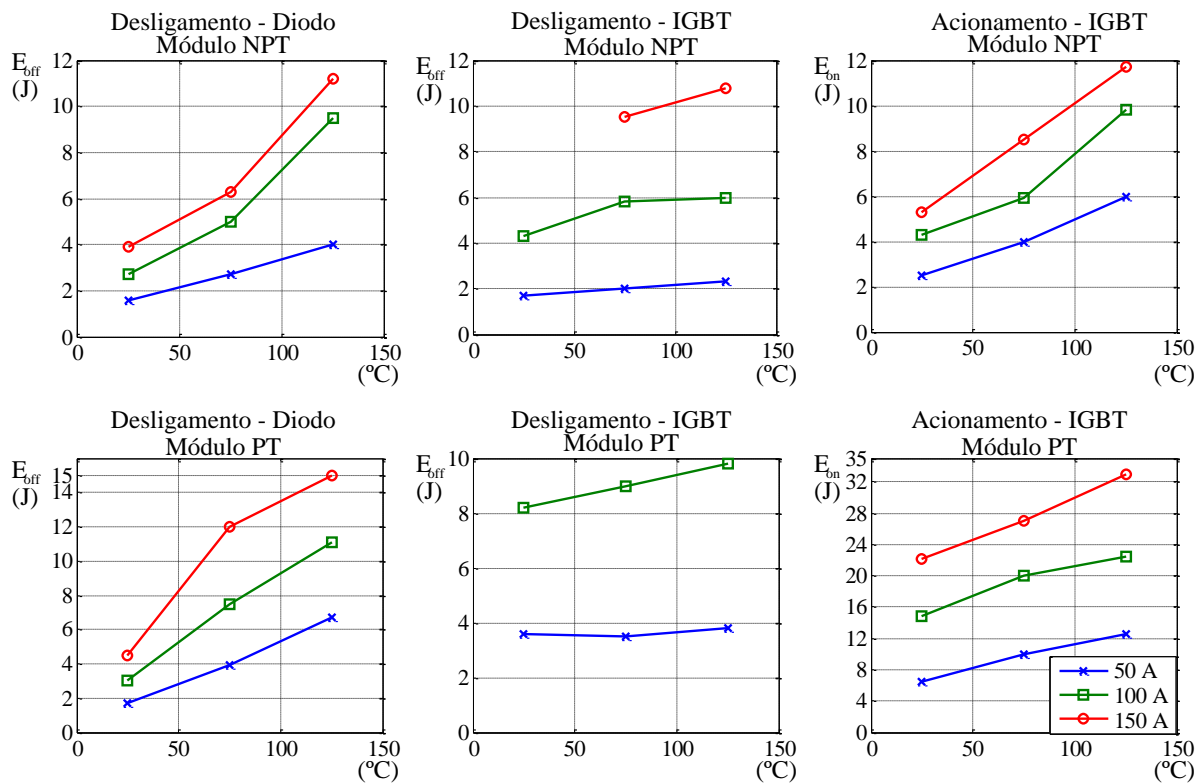 Desligamento - Diodo
Módulo NPT
E_off
(J)
12
10
8
6
4
2
0
0
50
100
150
(ºC)
Desligamento - IGBT
Módulo NPT
E_off
(J)
12
10
8
6
4
2
0
0
50
100
150
(ºC)
Acionamento - IGBT
Módulo NPT
E_on
(J)
12
10
8
6
4
2
0
0
50
100
150
(ºC)
Desligamento - Diodo
Módulo PT
E_off
(J)
15
12
10
8
6
4
2
0
0
50
100
150
(ºC)
Desligamento - IGBT
Módulo PT
E_off
(J)
10
8
6
4
2
0
0
50
100
150
(ºC)
Acionamento - IGBT
Módulo PT
E_on
(J)
35
32
28
24
20
16
12
8
4
0
0
50
100
150
(ºC)
50 A
100 A
150 A